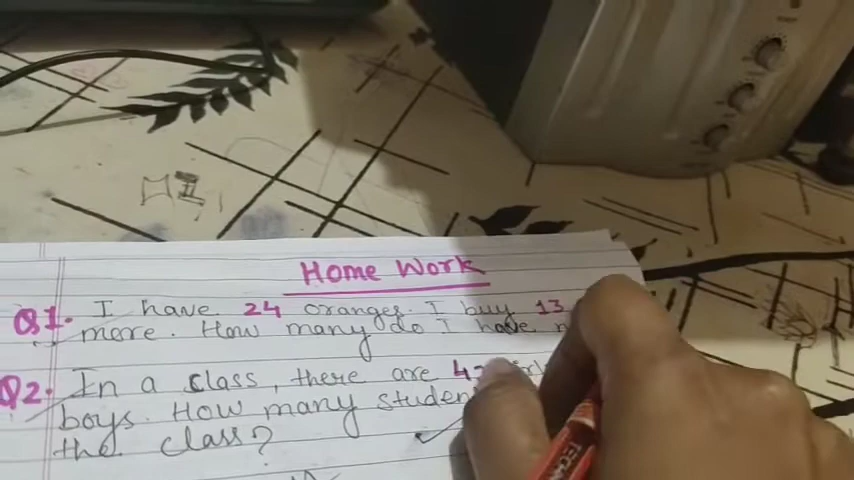 Home Work
Q1. I have 24 oranges. I buy 13
more. How many do I have
Q2. In a class, there are
boys. How many studen
the class?